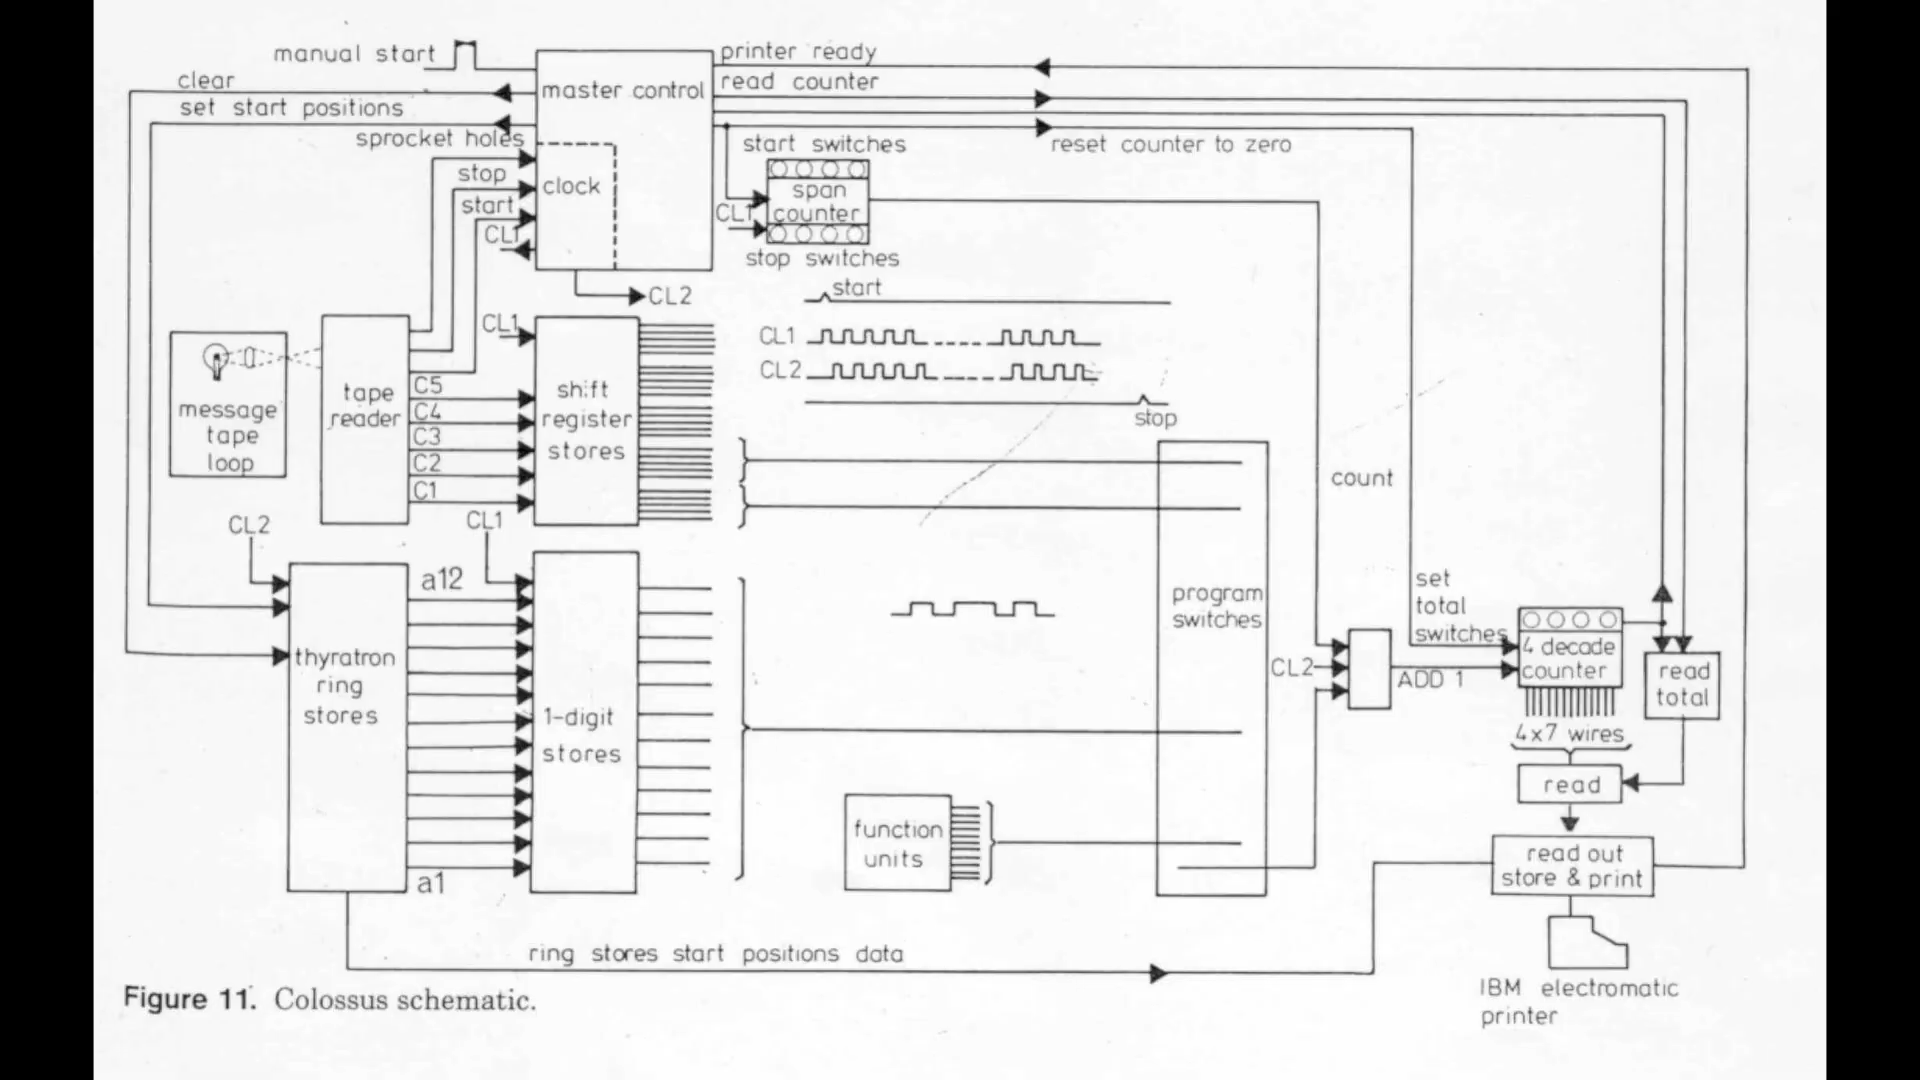 manual start
clear
set start positions
sprocket holes
stop
start
CL1
master control
clock
CL2
printer ready
read counter
reset counter to zero
start switches
span
counter
CL1
stop switches
start
CL1
CL2
stop
message
tape
loop
tape
reader
C5
C4
C3
C2
C1
CL1
shift
register
stores
CL2
CL1
a12
thyratron
ring
stores
a1
1-digit
stores
function
units
program
switches
count
CL2
ADD 1
set
total
switches
4 decade
counter
read
total
4x7 wires
read
read out
store & print
ring stores start positions data
IBM electromatic
printer
Figure 11. Colossus schematic.